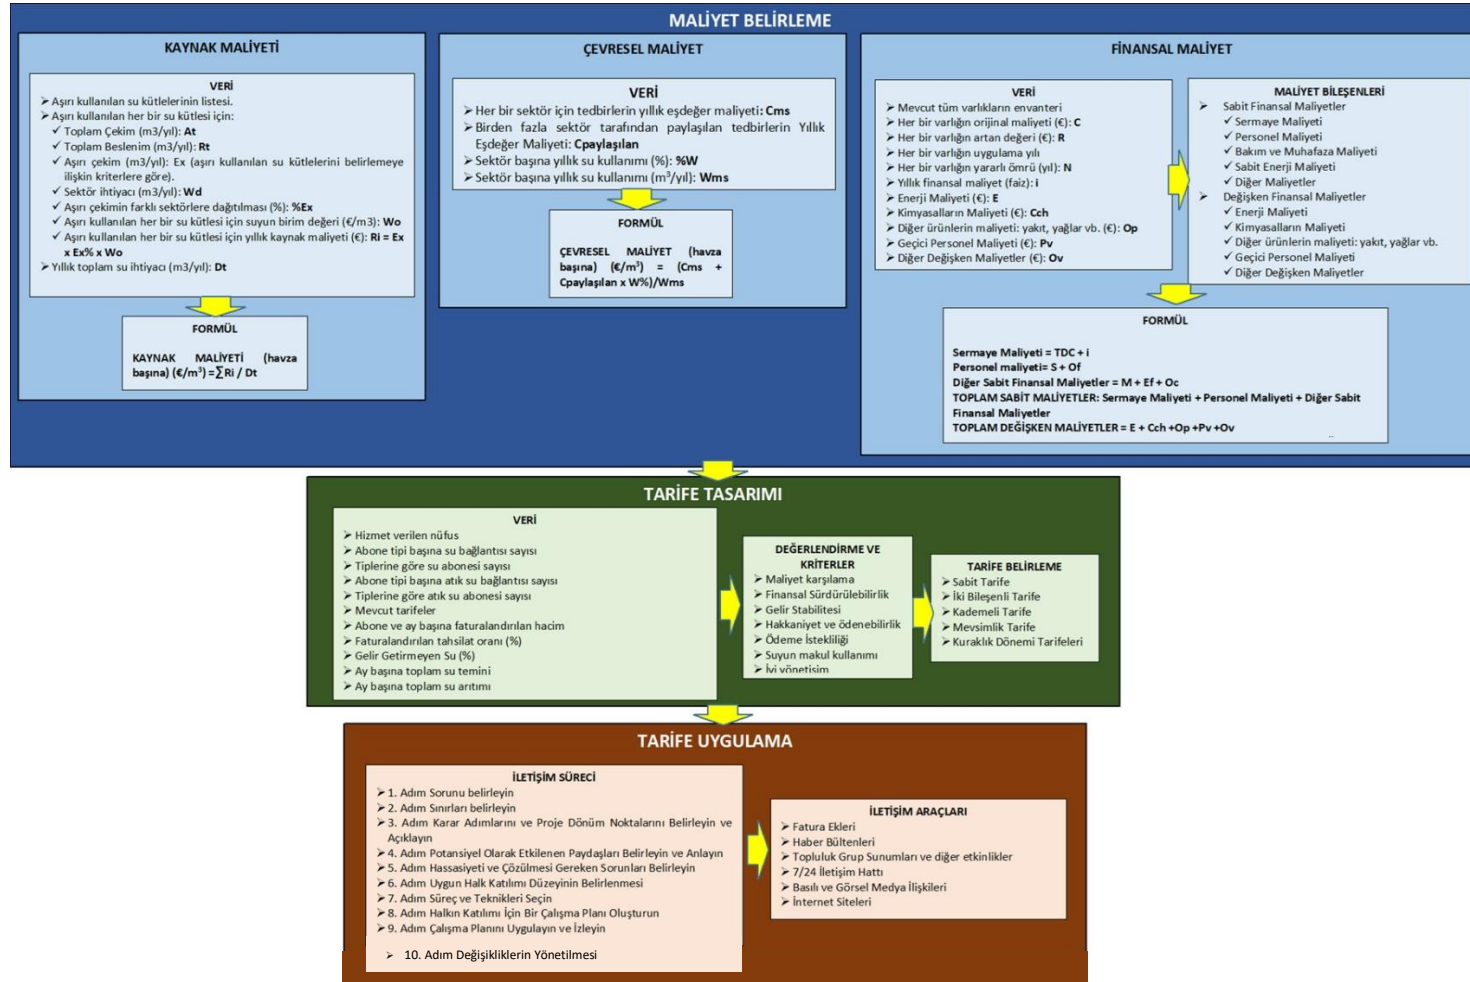 MALİYET BELİRLEME
KAYNAK MALİYETİ
VERİ
➢ Aşırı kullanılan su kütlelerinin listesi.
➢ Aşırı kullanılan her bir su kütlesi için:
✓ Toplam Çekim (m3/yıl): At
✓ Toplam Beslenim (m3/yıl): Rt
✓ Aşırı çekim (m3/yıl): Ex (aşırı kullanılan su kütlelerini belirlemeye
ilişkin kriterlere göre).
✓ Sektör ihtiyacı (m3/yıl): Wd
✓ Aşırı çekimin farklı sektörlere dağıtılması (%): %Ex
✓ Aşırı kullanılan her bir su kütlesi için suyun birim değeri (€/m3): Wo
✓ Aşırı kullanılan her bir su kütlesi için yıllık kaynak maliyeti (€): Ri = Ex
x Ex% x Wo
➢ Yıllık toplam su ihtiyacı (m3/yıl): Dt
FORMÜL
KAYNAK MALİYETİ (havza
başına) (€/m³) =∑Ri / Dt
ÇEVRESEL MALİYET
VERİ
➢ Her bir sektör için tedbirlerin yıllık eşdeğer maliyeti: Cms
➢ Birden fazla sektör tarafından paylaşılan tedbirlerin Yıllık
Eşdeğer Maliyeti: Cpaylaşılan
➢ Sektör başına yıllık su kullanımı (%): %W
➢ Sektör başına yıllık su kullanımı (m³/yıl): Wms
FORMÜL
ÇEVRESEL MALİYET (havza
başına) (€/m³) = (Cms +
Cpaylaşılan x W%)/Wms
FİNANSAL MALİYET
VERİ
➢ Mevcut tüm varlıkların envanteri
➢ Her bir varlığın orijinal maliyeti (€): C
➢ Her bir varlığın artan değeri (€): R
➢ Her bir varlığın uygulama yılı
➢ Her bir varlığın yararlı ömrü (yıl): N
➢ Yıllık finansal maliyet (faiz): i
➢ Enerji Maliyeti (€): E
➢ Kimyasalların Maliyeti (€): Cch
➢ Diğer ürünlerin maliyeti: yakıt, yağlar vb. (€): Op
➢ Geçici Personel Maliyeti (€): Pv
➢ Diğer Değişken Maliyetler (€): Ov
MALİYET BİLEŞENLERİ
➢ Sabit Finansal Maliyetler
✓ Sermaye Maliyeti
✓ Personel Maliyeti
✓ Bakım ve Muhafaza Maliyeti
✓ Sabit Enerji Maliyeti
✓ Diğer Maliyetler
➢ Değişken Finansal Maliyetler
✓ Enerji Maliyeti
✓ Kimyasalların Maliyeti
✓ Diğer ürünlerin maliyeti: yakıt, yağlar vb.
✓ Geçici Personel Maliyeti
✓ Diğer Değişken Maliyetler
FORMÜL
Sermaye Maliyeti = TDC + i
Personel maliyeti= S + Of
Diğer Sabit Finansal Maliyetler = M + Ef + Oc
TOPLAM SABİT MALİYETLER: Sermaye Maliyeti + Personel Maliyeti + Diğer Sabit
Finansal Maliyetler
TOPLAM DEĞİŞKEN MALİYETLER = E + Cch +Op +Pv +Ov
TARİFE TASARIMI
VERİ
➢ Hizmet verilen nüfus
➢ Abone tipi başına su bağlantısı sayısı
➢ Tiplerine göre su abonesi sayısı
➢ Abone tipi başına atık su bağlantısı sayısı
➢ Tiplerine göre atık su abonesi sayısı
➢ Mevcut tarifeler
➢ Abone ve ay başına faturalandırılan hacim
➢ Faturalandırılan tahsilat oranı (%)
➢ Gelir Getirmeyen Su (%)
➢ Ay başına toplam su temini
➢ Ay başına toplam su arıtımı
DEĞERLENDİRME VE
KRİTERLER
➢ Maliyet karşılama
➢ Finansal Sürdürülebilirlik
➢ Gelir Stabilitesi
➢ Hakkaniyet ve ödenebilirlik
➢ Ödeme İstekliliği
➢ Suyun makul kullanımı
➢ İyi yönetişim
TARİFE BELİRLEME
➢ Sabit Tarife
➢ İki Bileşenli Tarife
➢ Kademeli Tarife
➢ Mevsimlik Tarife
➢ Kuraklık Dönemi Tarifeleri
TARİFE UYGULAMA
İLETİŞİM SÜRECİ
➢ 1. Adım Sorunu belirleyin
➢ 2. Adım Sınırları belirleyin
➢ 3. Adım Karar Adımlarını ve Proje Dönüm Noktalarını Belirleyin ve
Açıklayın
➢ 4. Adım Potansiyel Olarak Etkilenen Paydaşları Belirleyin ve Anlayın
➢ 5. Adım Hassasiyeti ve Çözülmesi Gereken Sorunları Belirleyin
➢ 6. Adım Uygun Halk Katılımı Düzeyinin Belirlenmesi
➢ 7. Adım Süreç ve Teknikleri Seçin
➢ 8. Adım Halkın Katılımı İçin Bir Çalışma Planı Oluşturun
➢ 9. Adım Çalışma Planını Uygulayın ve İzleyin
➢ 10. Adım Değişikliklerin Yönetilmesi
İLETİŞİM ARAÇLARI
➢ Fatura Ekleri
➢ Haber Bültenleri
➢ Topluluk Grup Sunumları ve diğer etkinlikler
➢ 7/24 İletişim Hattı
➢ Basılı ve Görsel Medya İlişkileri
➢ İnternet Siteleri